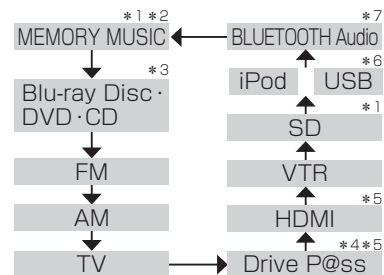 *1*2
MEMORY MUSIC
*3
Blu-ray Disc・
DVD・CD
FM
AM
TV
*7
BLUETOOTH Audio
*6
iPod USB
*1
SD
VTR
*5
HDMI
*4*5
Drive P@ss